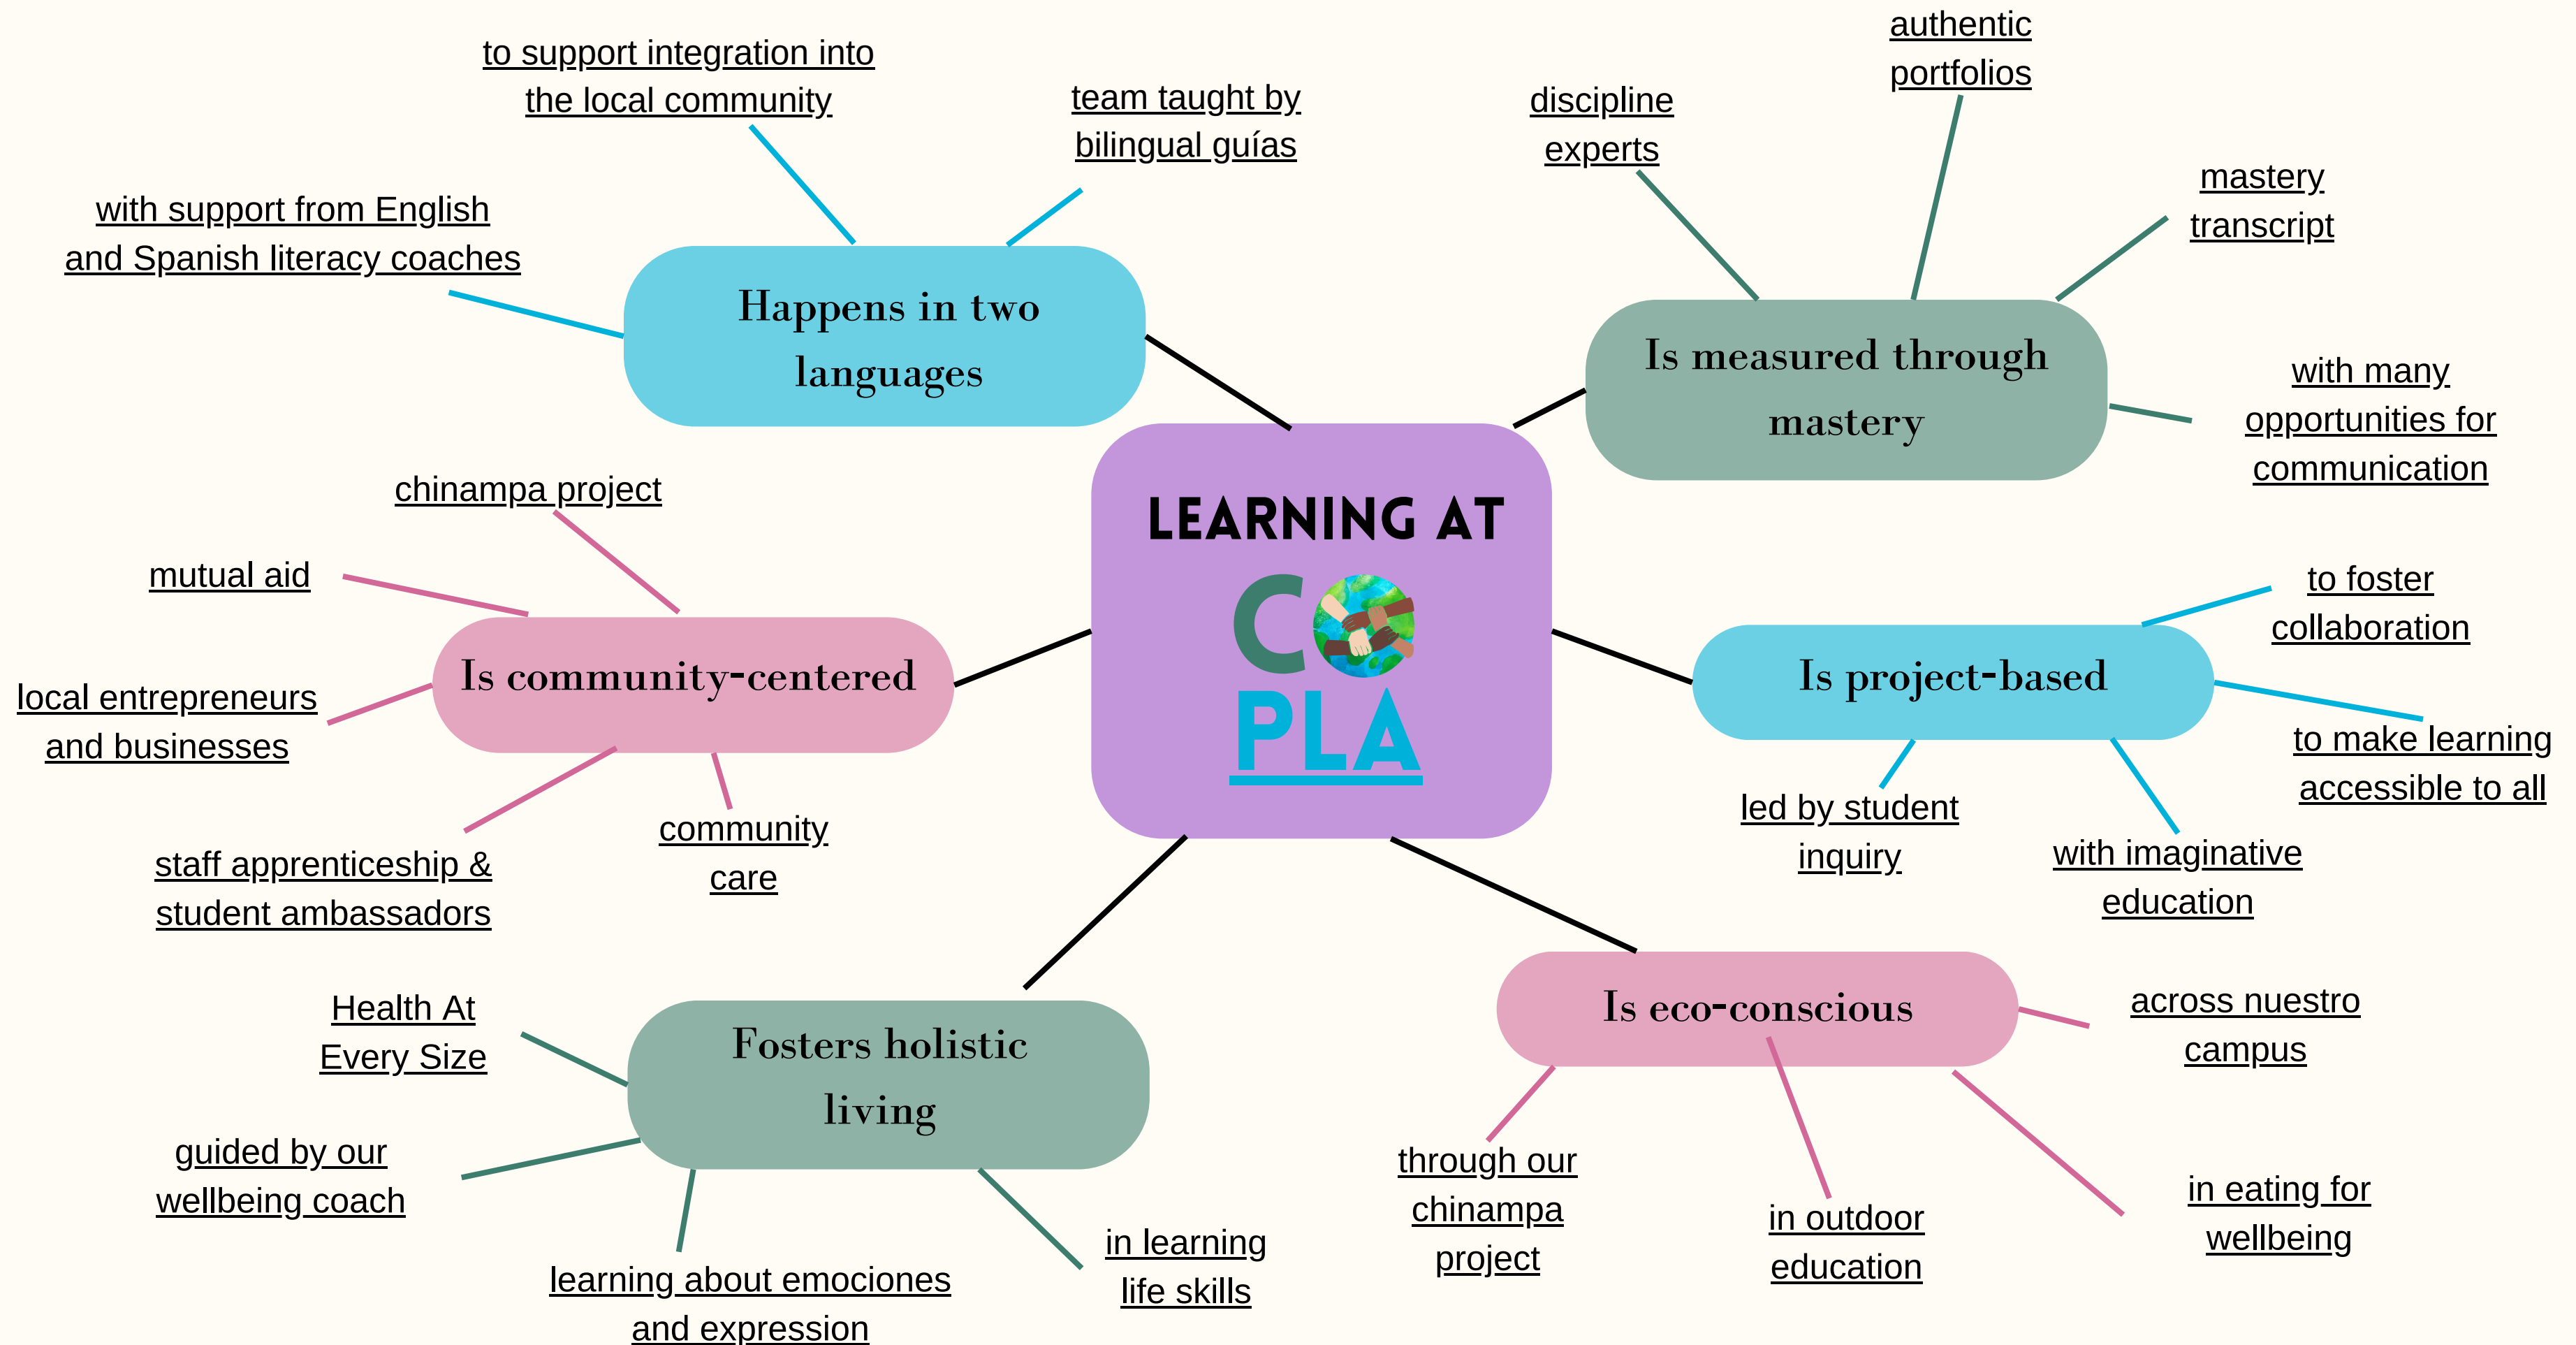 to support integration into
the local community
team taught by
bilingual guías
with support from English
and Spanish literacy coaches
Happens in two
languages
discipline
experts
authentic
portfolios
mastery
transcript
with many
opportunities for
communication
Is measured through
mastery
LEARNING AT
CO
PLA
chinampa project
mutual aid
local entrepreneurs
and businesses
staff apprenticeship &
student ambassadors
community
care
Is community-centered
Is project-based
to foster
collaboration
to make learning
accessible to all
led by student
inquiry
with imaginative
education
Health At
Every Size
guided by our
wellbeing coach
learning about emociones
and expression
in learning
life skills
Fosters holistic
living
Is eco-conscious
across nuestro
campus
through our
chinampa
project
in outdoor
education
in eating for
wellbeing